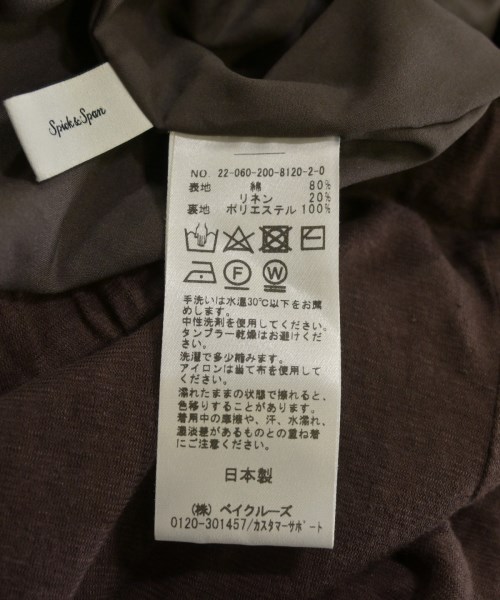 Spick&Span
NO. 22-060-200-8120-2-0
表地 綿 80%
リネン 20%
裏地 ポリエステル 100%
F W
手洗いは水温30℃以下をお薦
めします。
中性洗剤を使用してください。
タンブラー乾燥はお避けくださ
い。
洗濯で多少縮みます。
アイロンは当て布を使用して
ください。
濡れたままの状態で擦れると、
色移りすることがあります。
着用中の摩擦や、汗、水濡れ、
濃淡差があるものとの重ね着
にご注意ください。
日本製
(株) ベイクルーズ
0120-301457/カスタマーサポート